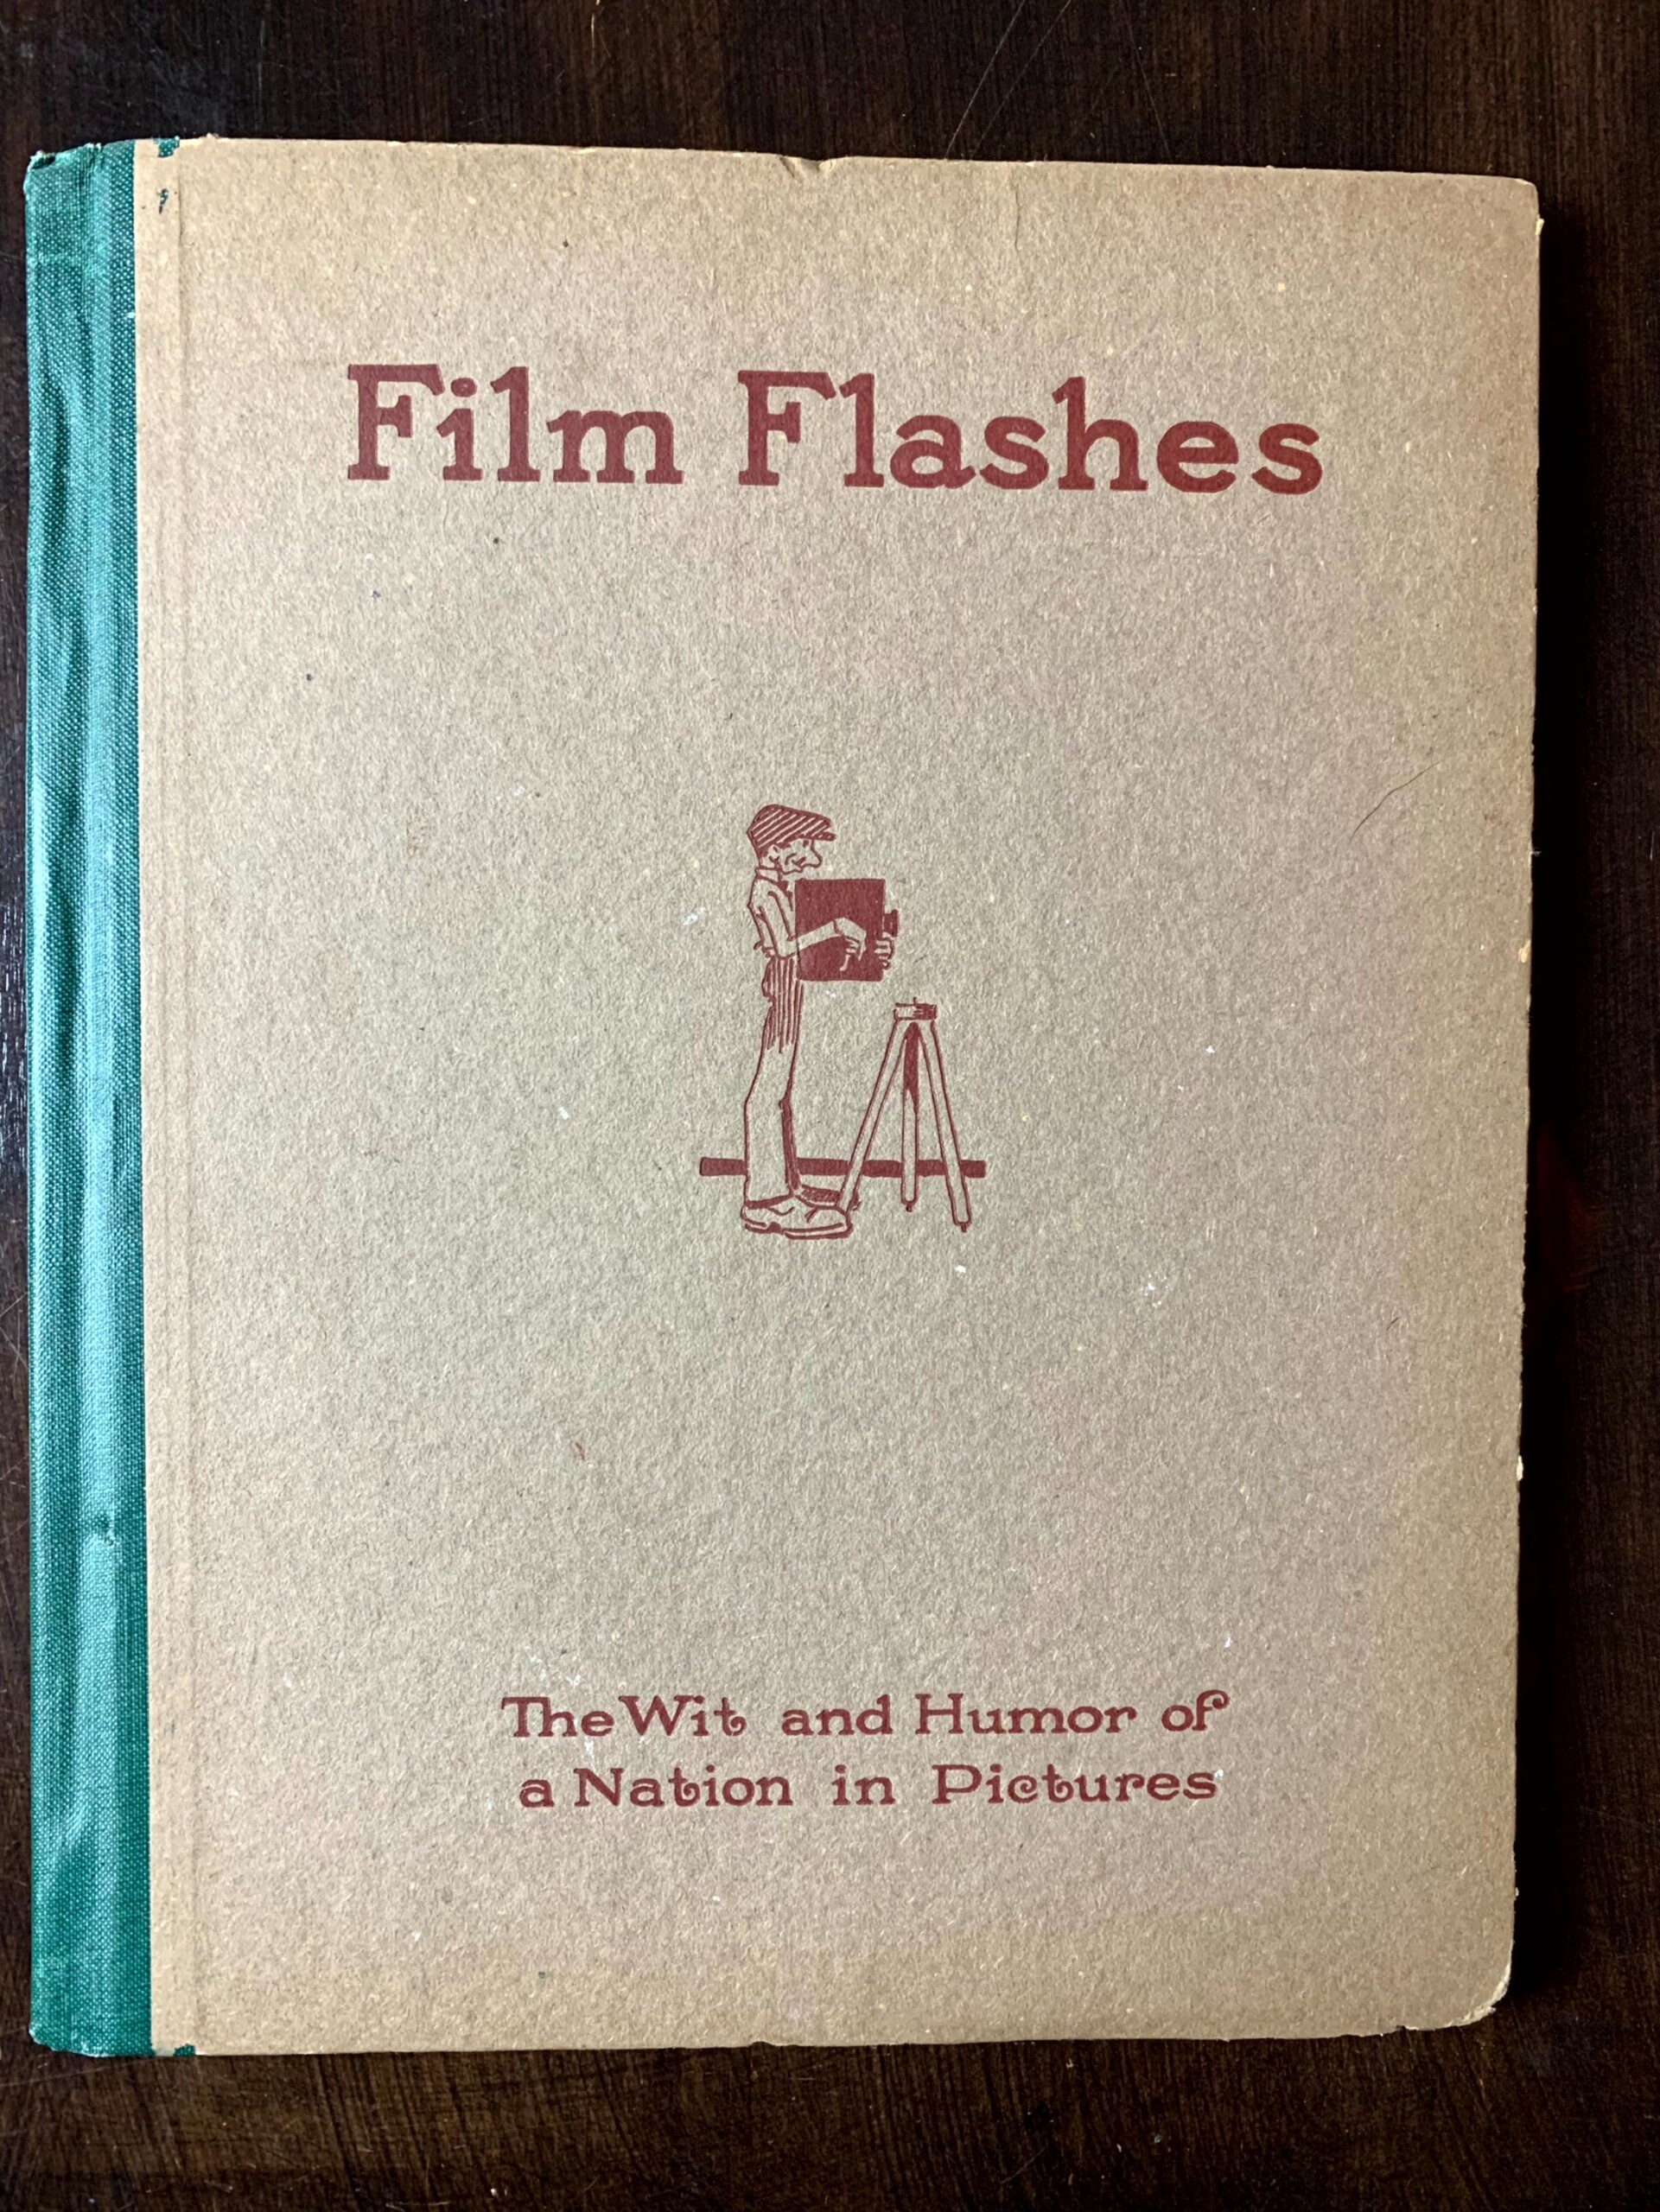 Film Flashes
The Wit and Humor of
a Nation in Pictures